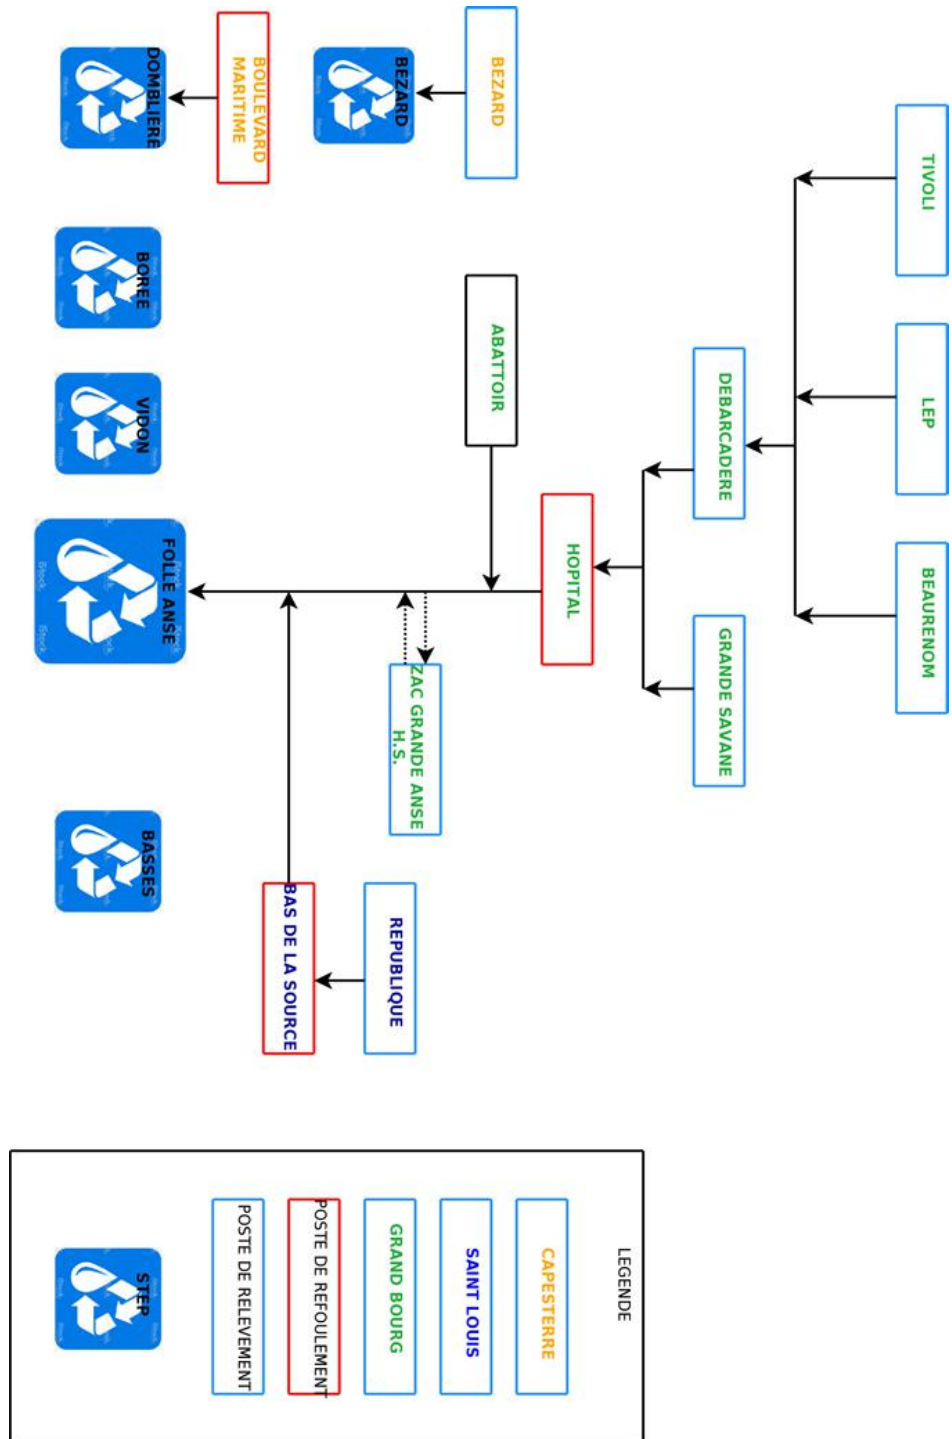 TIVOLI
LEP
BEAURENOM
DEBARCADERE
GRANDE SAVANE
HOPITAL
BEZARD
ABATTOIR
BEZARD
ZAC GRANDE ANSE
H.S.
REPUBLIQUE
BOULEVARD
MARITIME
BAS DE LA SOURCE
DOMBLIERE
BOREE
VIDON
FOLLE ANSE
iStock
iStock
BASSES
LEGENDE
CAPESTERRE
SAINT LOUIS
GRAND BOURG
POSTE DE REFOULEMENT
POSTE DE RELEVEMENT
STEP